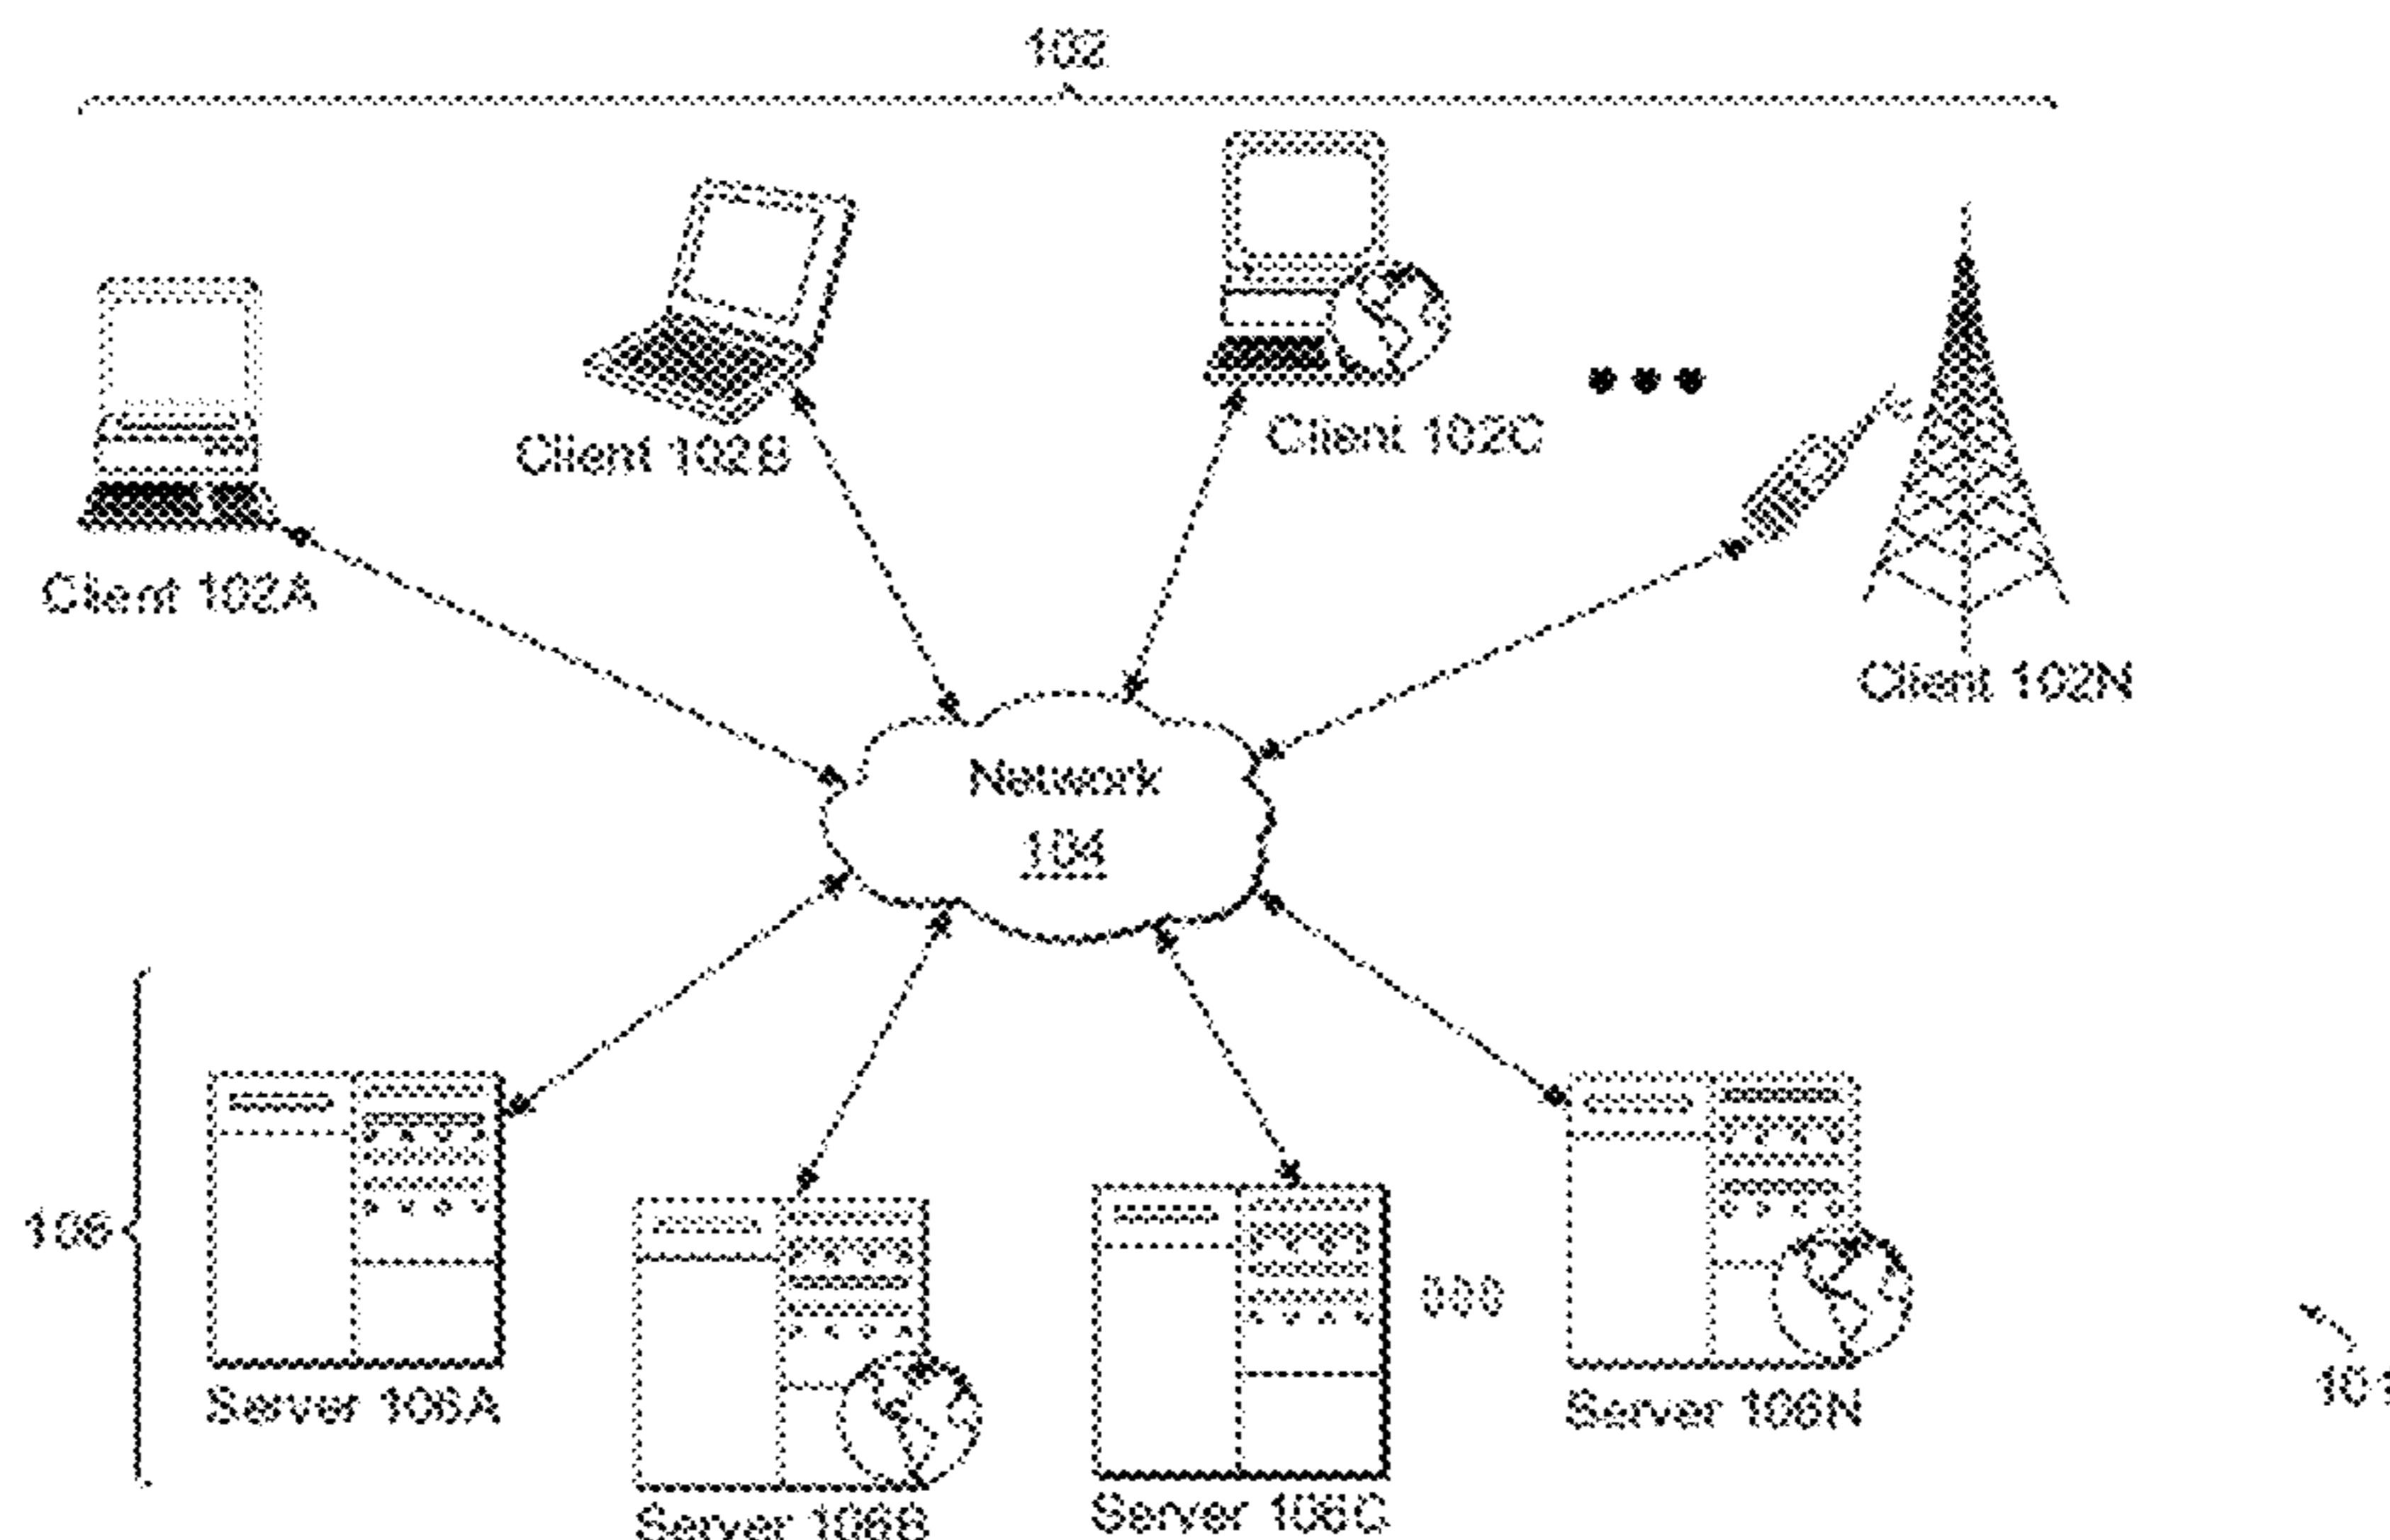 102
Client 102A
Client 102B
Client 102C
Client 102N
Network
104
106
Server 106A
Server 106B
Server 106C
Server 106N